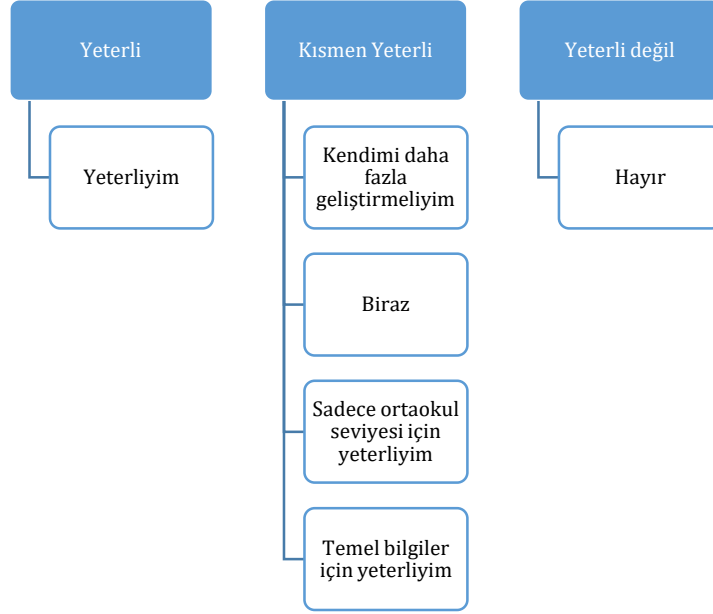 Yeterli
Yeterliyim
Kısmen Yeterli
Kendimi daha
fazla
geliştirmeliyim
Biraz
Sadece ortaokul
seviyesi için
yeterliyim
Temel bilgiler
için yeterliyim
Yeterli değil
Hayır